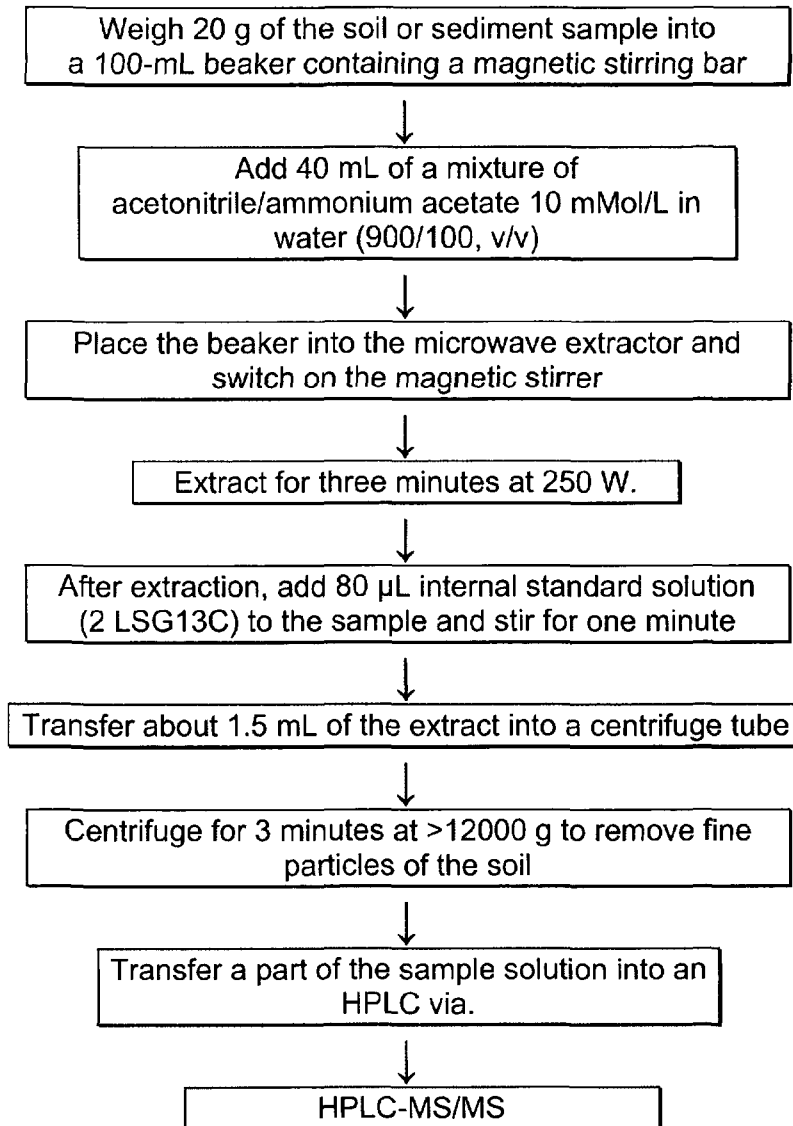 Weigh 20 g of the soil or sediment sample into
a 100-mL beaker containing a magnetic stirring bar
Add 40 mL of a mixture of
acetonitrile/ammonium acetate 10 mMol/L in
water (900/100, v/v)
Place the beaker into the microwave extractor and
switch on the magnetic stirrer
Extract for three minutes at 250 W.
After extraction, add 80 µL internal standard solution
(2 LSG13C) to the sample and stir for one minute
Transfer about 1.5 mL of the extract into a centrifuge tube
Centrifuge for 3 minutes at >12000 g to remove fine
particles of the soil
Transfer a part of the sample solution into an
HPLC via.
HPLC-MS/MS